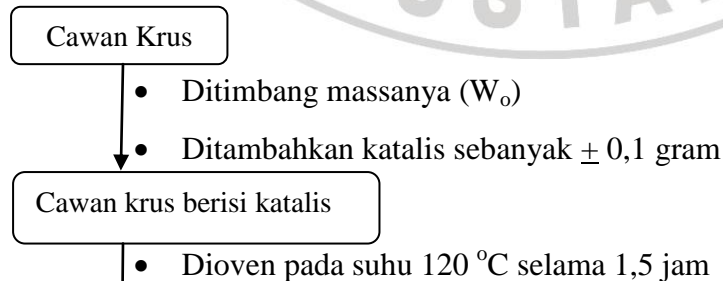 Cawan Krus
• Ditimbang massanya (Wₒ)
• Ditambahkan katalis sebanyak ± 0,1 gram
Cawan krus berisi katalis
• Dioven pada suhu 120 °C selama 1,5 jam